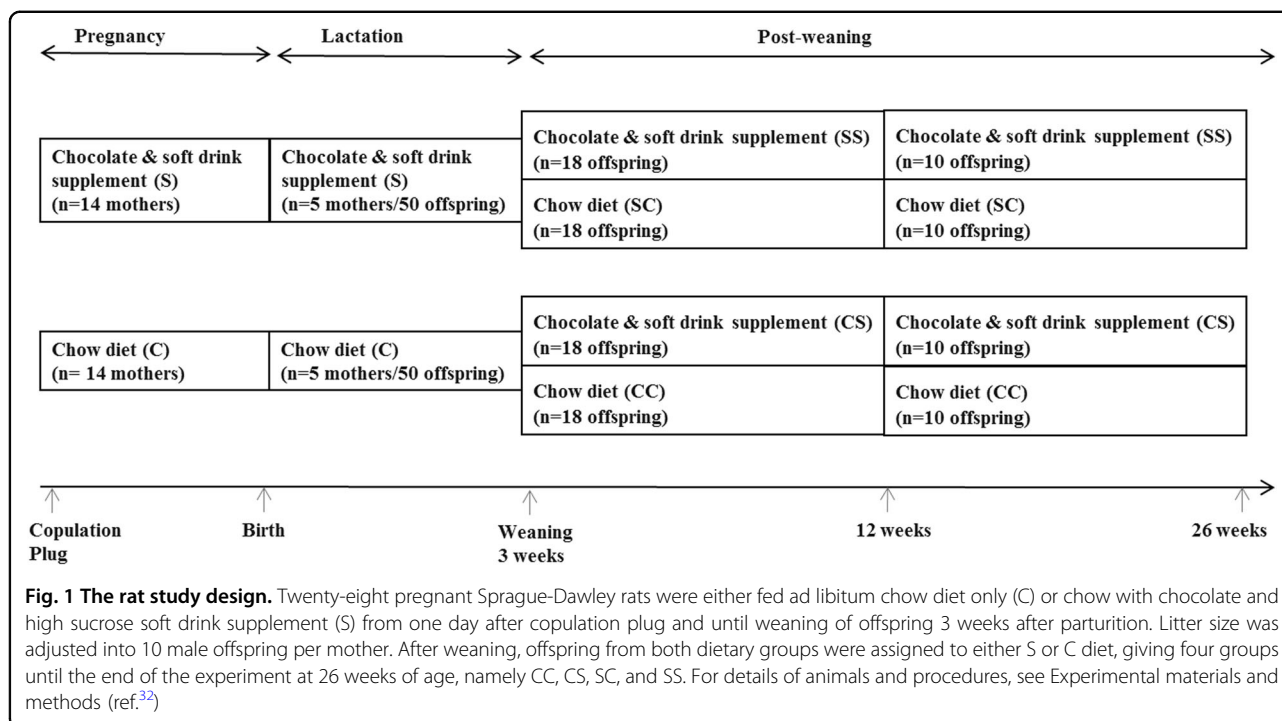 Pregnancy Lactation Post-weaning
Chocolate & soft drink
supplement (S)
(n=14 mothers)
Chocolate & soft drink
supplement (S)
(n=5 mothers/50 offspring)
Chocolate & soft drink supplement (SS)
(n=18 offspring)
Chocolate & soft drink supplement (SS)
(n=10 offspring)
Chow diet (SC)
(n=18 offspring)
Chow diet (SC)
(n=10 offspring)
Chow diet (C)
(n= 14 mothers)
Chow diet (C)
(n=5 mothers/50 offspring)
Chocolate & soft drink supplement (CS)
(n=18 offspring)
Chocolate & soft drink supplement (CS)
(n=10 offspring)
Chow diet (CC)
(n=18 offspring)
Chow diet (CC)
(n=10 offspring)
Copulation
Plug
Birth
Weaning
3 weeks
12 weeks
26 weeks
Fig. 1 The rat study design. Twenty-eight pregnant Sprague-Dawley rats were either fed ad libitum chow diet only (C) or chow with chocolate and
high sucrose soft drink supplement (S) from one day after copulation plug and until weaning of offspring 3 weeks after parturition. Litter size was
adjusted into 10 male offspring per mother. After weaning, offspring from both dietary groups were assigned to either S or C diet, giving four groups
until the end of the experiment at 26 weeks of age, namely CC, CS, SC, and SS. For details of animals and procedures, see Experimental materials and
methods (ref.32)